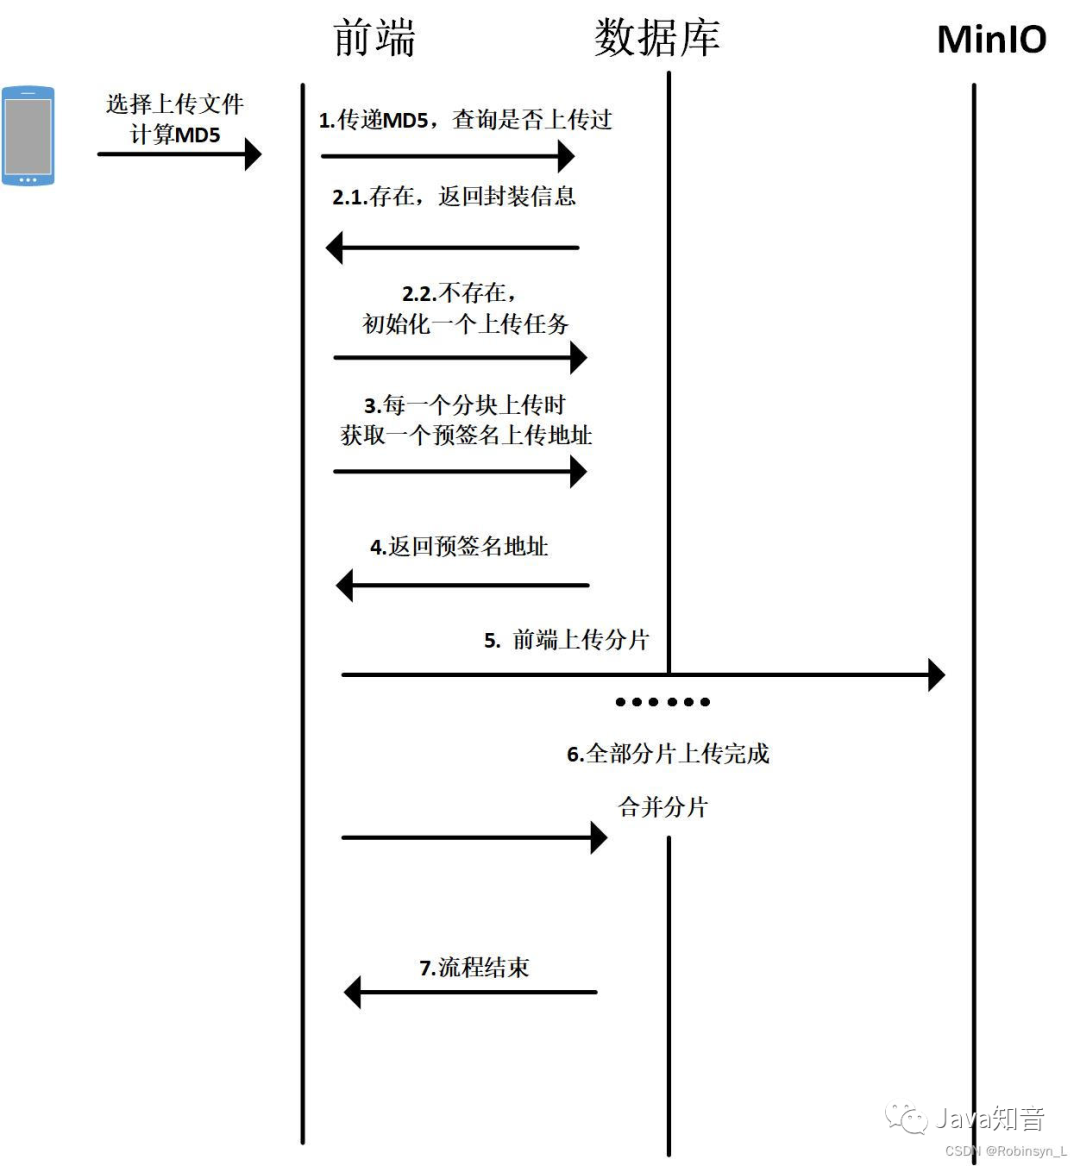 前端
数据库
MinIO
选择上传文件
计算MD5
1.传递MD5，查询是否上传过
2.1.存在，返回封装信息
2.2.不存在，
初始化一个上传任务
3.每一个分块上传时
获取一个预签名上传地址
4.返回预签名地址
5. 前端上传分片
6.全部分片上传完成
合并分片
7.流程结束
Java知音
CSDN @Robinsyn_L